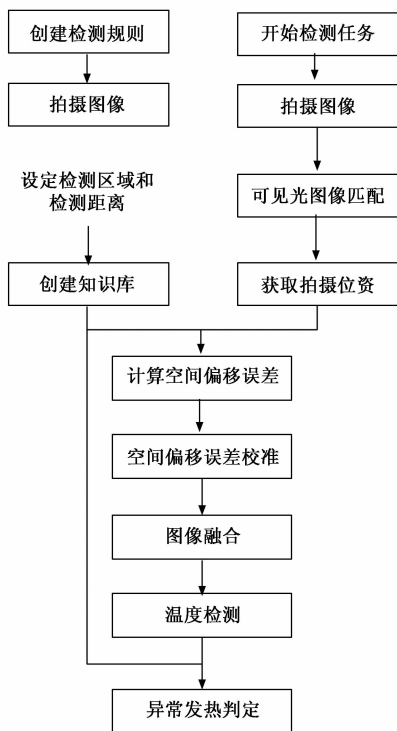 创建检测规则
拍摄图像
设定检测区域和
检测距离
创建知识库
开始检测任务
拍摄图像
可见光图像匹配
获取拍摄位资
计算空间偏移误差
空间偏移误差校准
图像融合
温度检测
异常发热判定